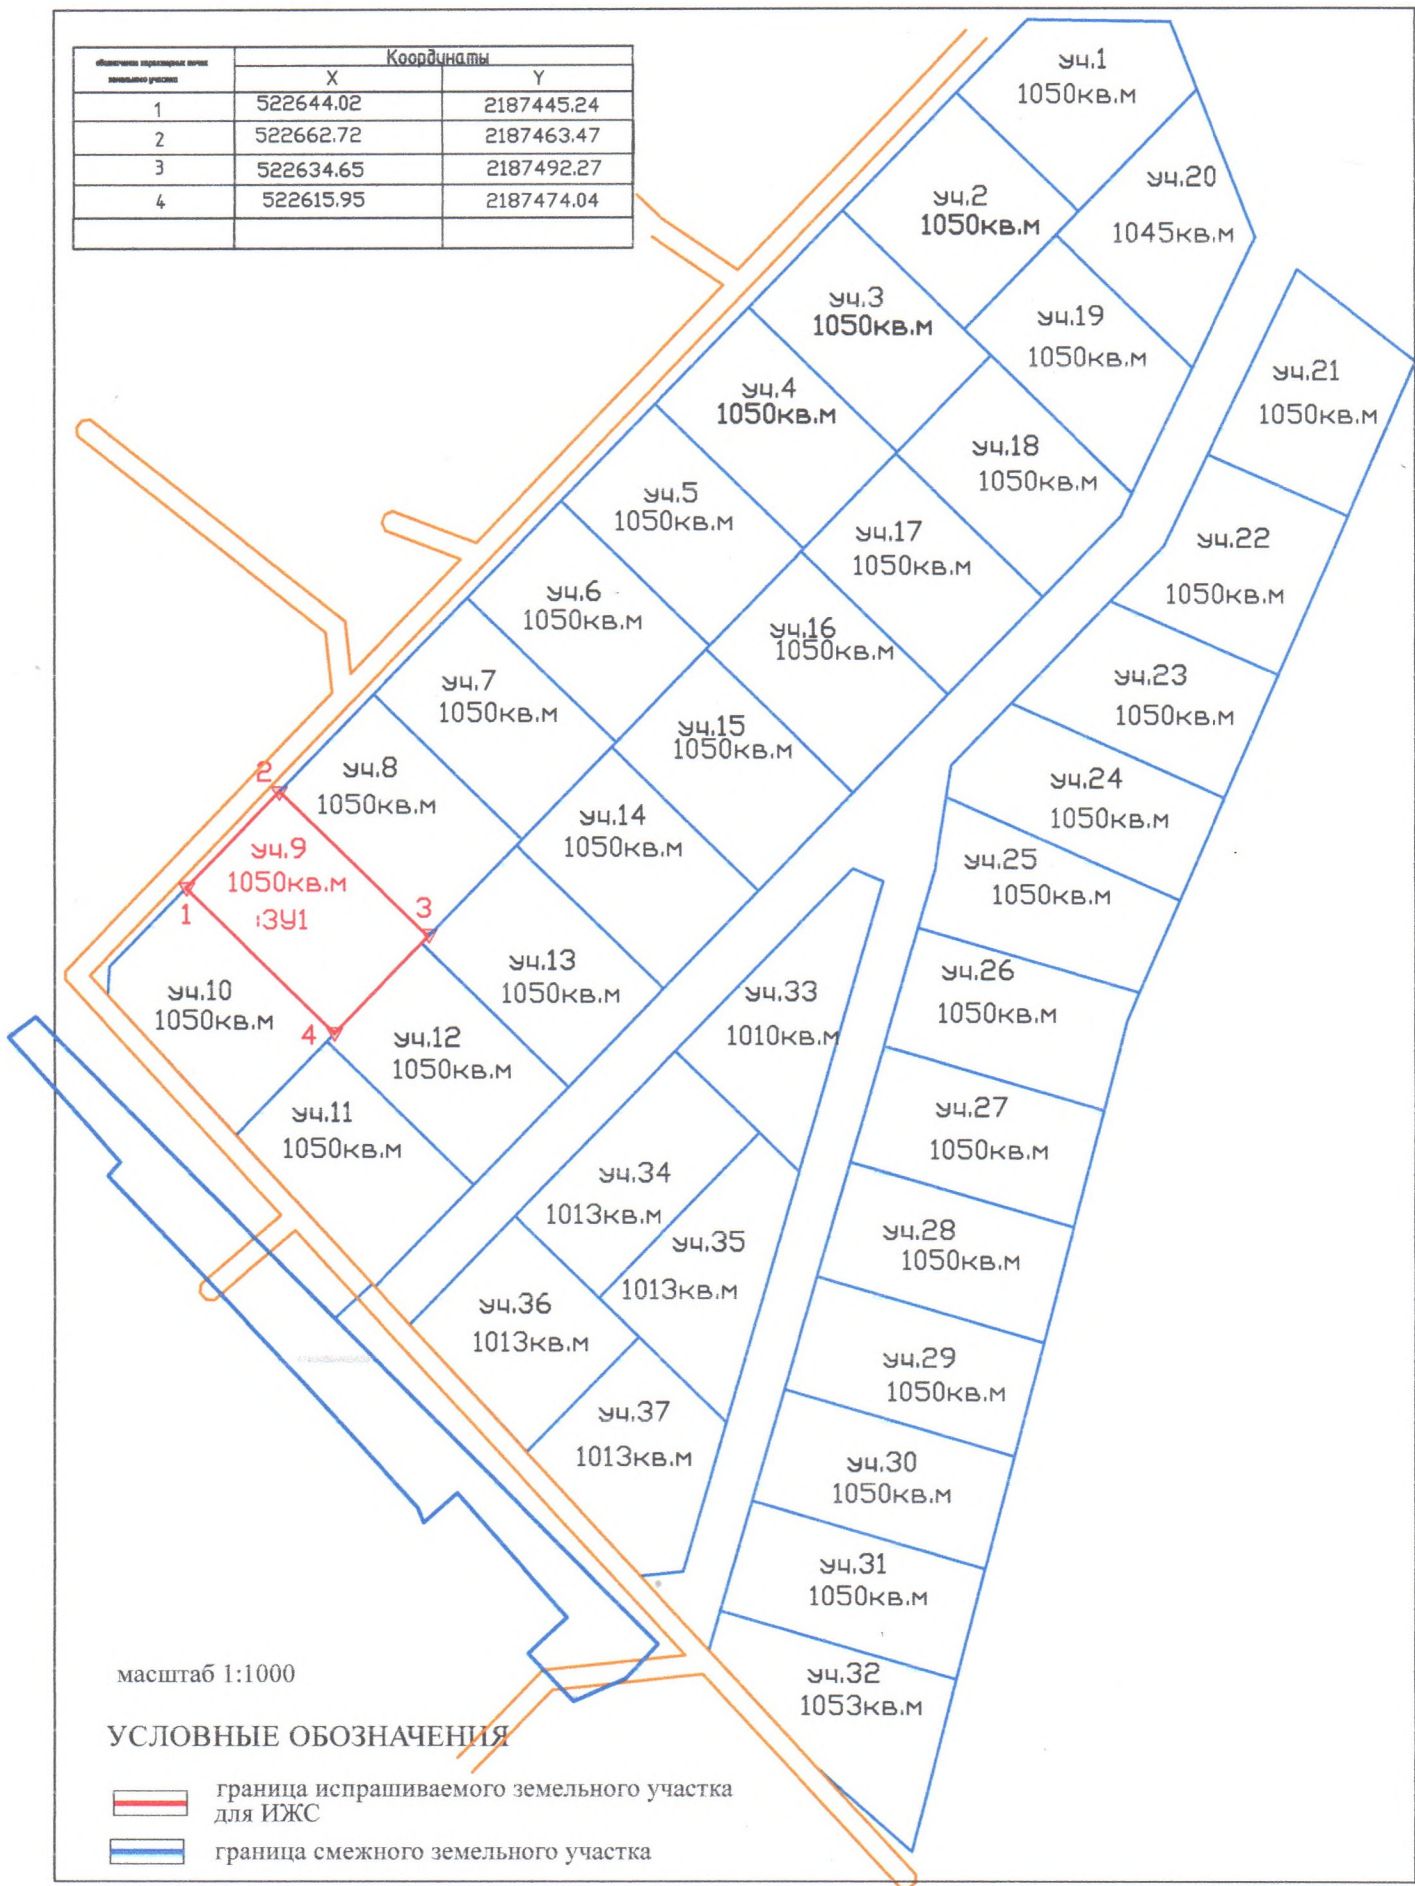 обозначение характерных точек
земельного участка
Координаты
X
Y
1
522644.02
2187445.24
2
522662.72
2187463.47
3
522634.65
2187492.27
4
522615.95
2187474.04
уч.1
1050кв.м
уч.20
1045кв.м
уч.2
1050кв.м
уч.3
1050кв.м
уч.19
1050кв.м
уч.21
1050кв.м
уч.4
1050кв.м
уч.18
1050кв.м
уч.5
1050кв.м
уч.17
1050кв.м
уч.22
1050кв.м
уч.6
1050кв.м
уч.16
1050кв.м
уч.7
1050кв.м
уч.23
1050кв.м
уч.15
1050кв.м
уч.8
1050кв.м
уч.24
1050кв.м
2
уч.14
1050кв.м
уч.9
1050кв.м
:ЗУ1
1
3
4
уч.25
1050кв.м
уч.13
1050кв.м
уч.10
1050кв.м
уч.33
1010кв.м
уч.26
1050кв.м
уч.12
1050кв.м
уч.11
1050кв.м
уч.27
1050кв.м
уч.34
1013кв.м
уч.35
1013кв.м
уч.28
1050кв.м
уч.36
1013кв.м
уч.29
1050кв.м
уч.37
1013кв.м
уч.30
1050кв.м
уч.31
1050кв.м
уч.32
1053кв.м
масштаб 1:1000
УСЛОВНЫЕ ОБОЗНАЧЕНИЯ
граница испрашиваемого земельного участка
для ИЖС
граница смежного земельного участка